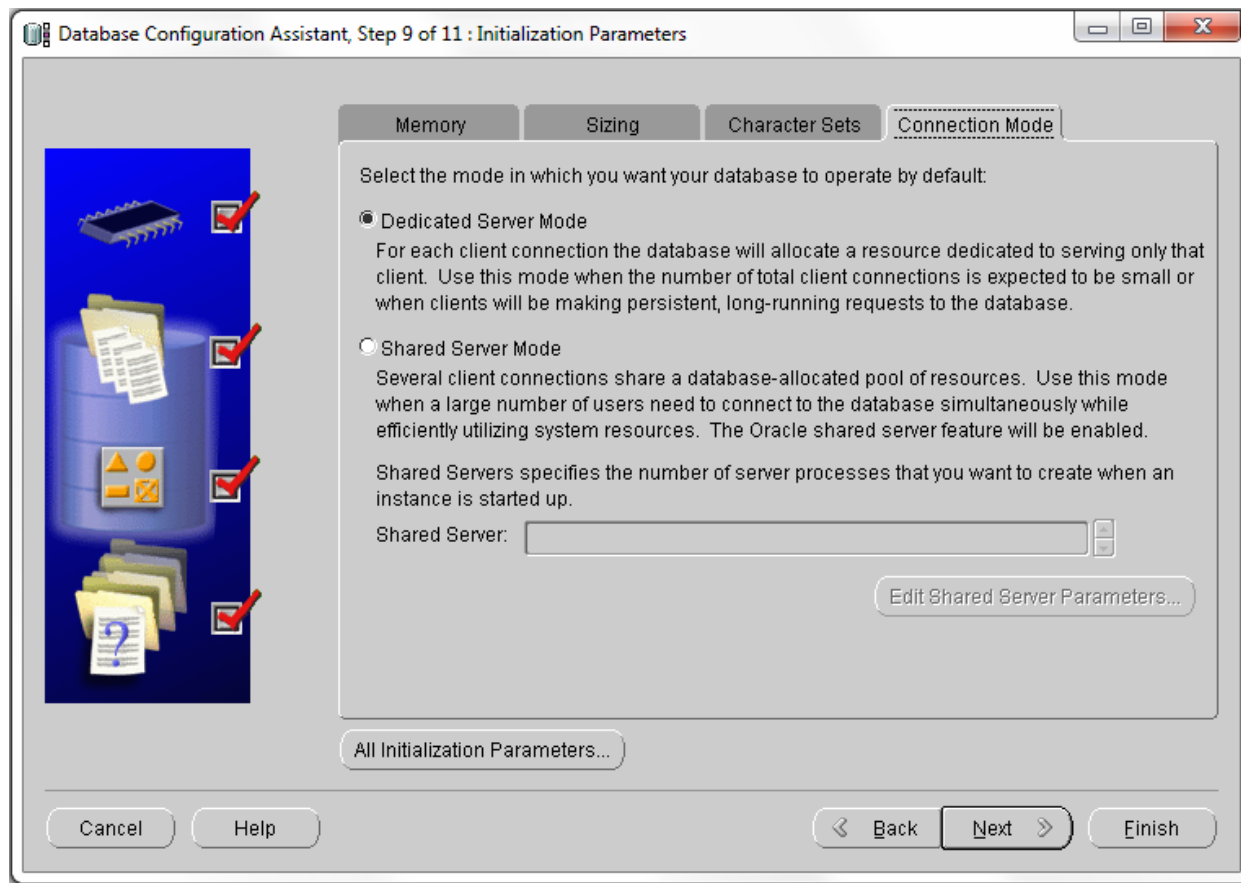 Database Configuration Assistant, Step 9 of 11 : Initialization Parameters
Memory
Sizing
Character Sets
Connection Mode
Select the mode in which you want your database to operate by default:
Dedicated Server Mode
For each client connection the database will allocate a resource dedicated to serving only that
client. Use this mode when the number of total client connections is expected to be small or
when clients will be making persistent, long-running requests to the database.
Shared Server Mode
Several client connections share a database-allocated pool of resources. Use this mode
when a large number of users need to connect to the database simultaneously while
efficiently utilizing system resources. The Oracle shared server feature will be enabled.
Shared Servers specifies the number of server processes that you want to create when an
instance is started up.
Shared Server:
Edit Shared Server Parameters...
?
All Initialization Parameters...
Cancel
Help
Back
Next
Finish